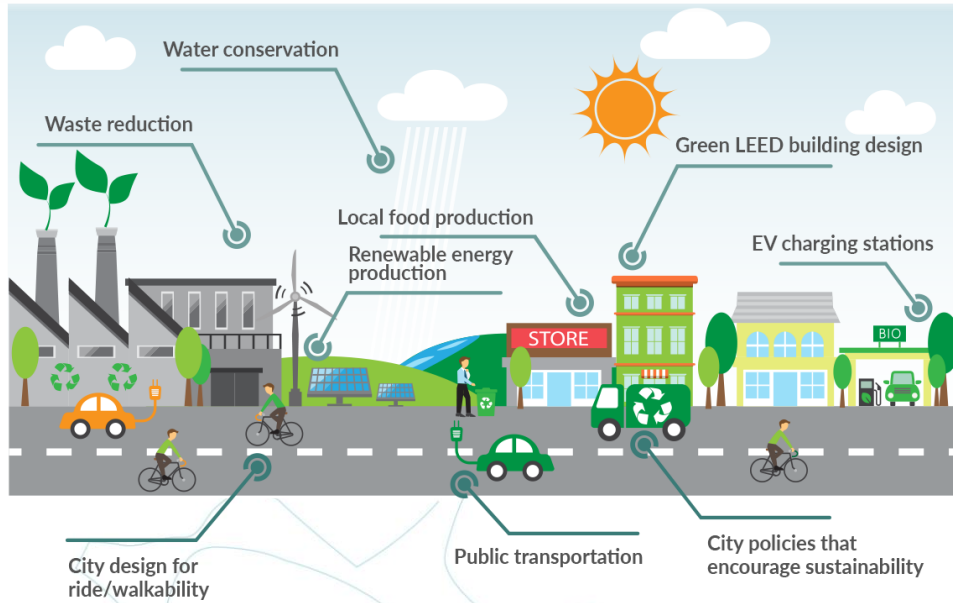 Water conservation
Waste reduction
Green LEED building design
Local food production
Renewable energy
production
EV charging stations
STORE
BIO
City design for
ride/walkability
Public transportation
City policies that
encourage sustainability